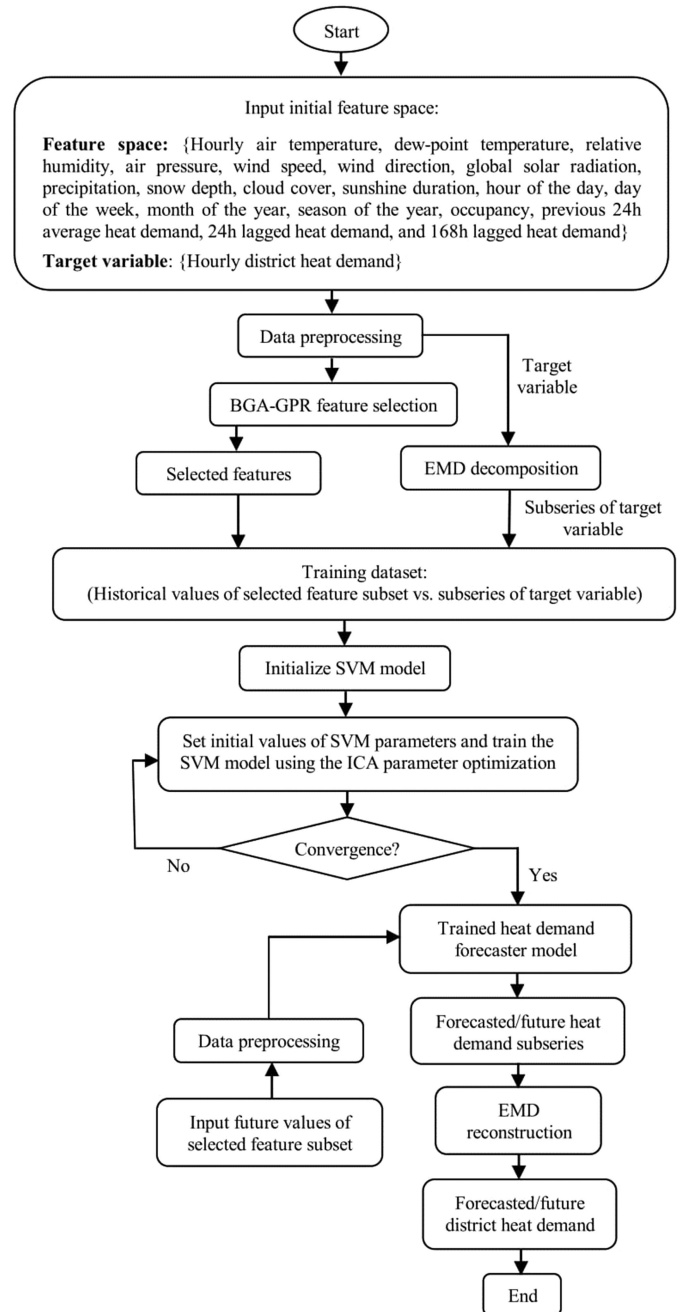 Start
Input initial feature space:
Feature space: {Hourly air temperature, dew-point temperature, relative
humidity, air pressure, wind speed, wind direction, global solar radiation,
precipitation, snow depth, cloud cover, sunshine duration, hour of the day, day
of the week, month of the year, season of the year, occupancy, previous 24h
average heat demand, 24h lagged heat demand, and 168h lagged heat demand}
Target variable: {Hourly district heat demand}
Data preprocessing
Target
variable
BGA-GPR feature selection
Selected features
EMD decomposition
Subseries of target
variable
Training dataset:
(Historical values of selected feature subset vs. subseries of target variable)
Initialize SVM model
Set initial values of SVM parameters and train the
SVM model using the ICA parameter optimization
Convergence?
No
Yes
Trained heat demand
forecaster model
Data preprocessing
Input future values of
selected feature subset
Forecasted/future heat
demand subseries
EMD
reconstruction
Forecasted/future
district heat demand
End